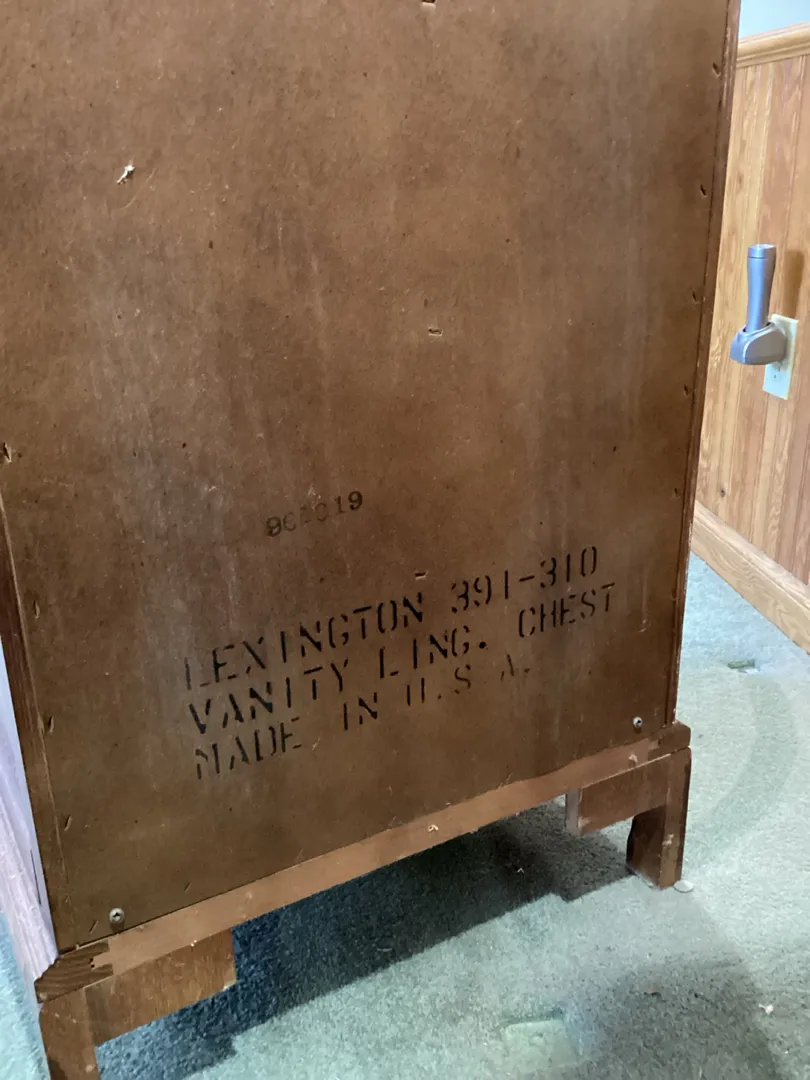 LEXINGTON 391-310
VANITY LING. CHEST
MADE IN U.S.A.